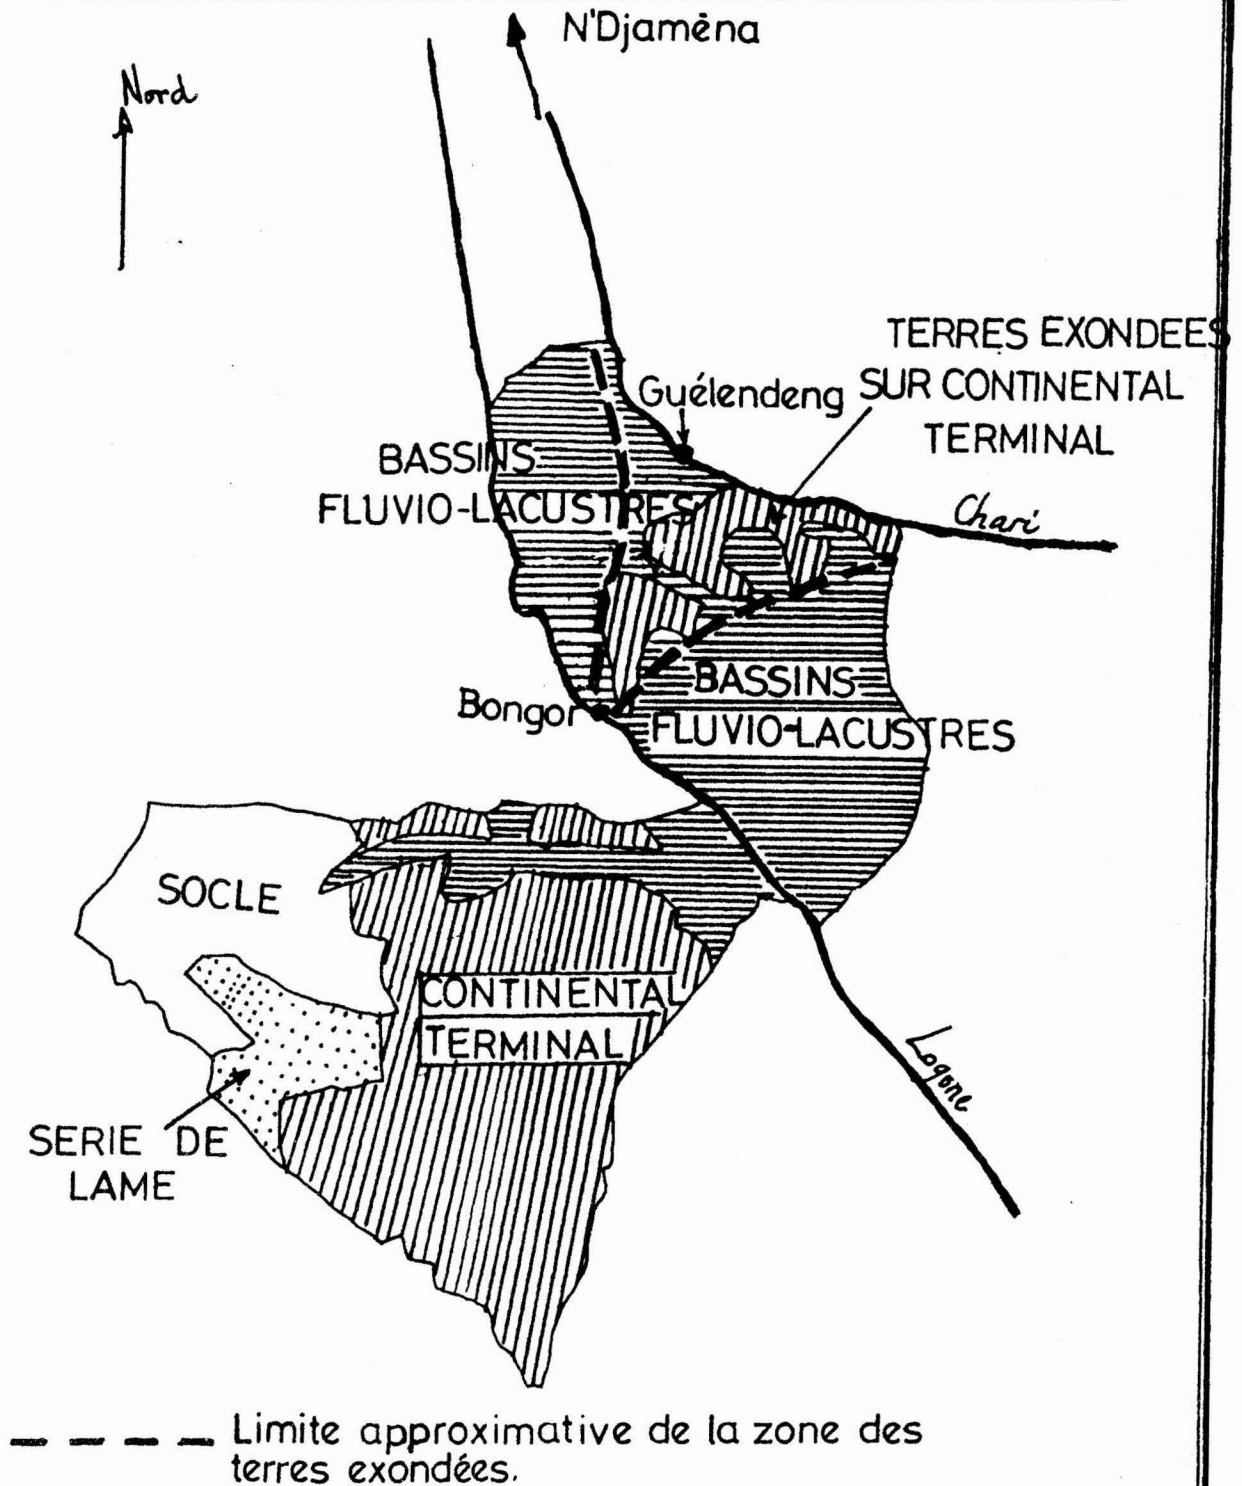 N'Djamèna
Nord
TERRES EXONDEES
SUR CONTINENTAL
TERMINAL
Guélendeng
BASSINS
FLUVIO-LACUSTRES
Chari
BASSINS
FLUVIO-LACUSTRES
Bongor
SOCLE
CONTINENTAL
TERMINAL
Logone
SERIE DE
LAME
Limite approximative de la zone des
terres exondées.